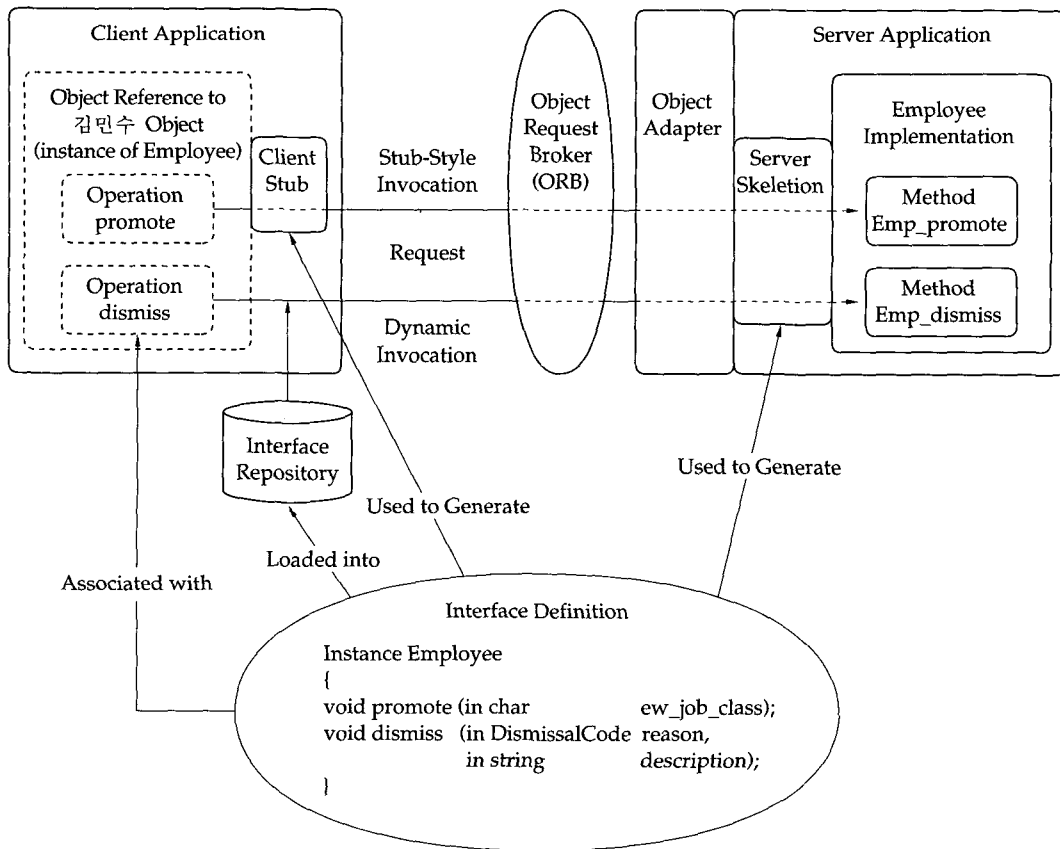 Client Application
Object Reference to
김민수 Object
(instance of Employee)
Client
Stub
Operation
promote
Operation
dismiss
Stub-Style
Invocation
Request
Dynamic
Invocation
Object
Request
Broker
(ORB)
Object
Adapter
Server Application
Server
Skeletion
Employee
Implementation
Method
Emp_promote
Method
Emp_dismiss
Interface
Repository
Used to Generate
Used to Generate
Loaded into
Associated with
Interface Definition
Instance Employee
{
void promote (in char ew_job_class);
void dismiss (in DismissalCode reason,
in string description);
}